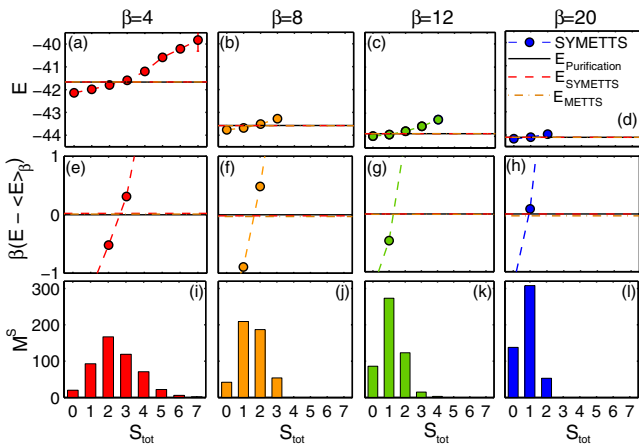 β=4 β=8 β=12 β=20
E
−40
−41
−42
−43
−44
(a)
(b)
(c)
(d)
SYMETTS
E_Purification
E_SYMETTS
E_METTS
β(E − <E>_β)
1
0
−1
(e)
(f)
(g)
(h)
M^S
300
200
100
0
(i)
(j)
(k)
(l)
0 1 2 3 4 5 6 7
0 1 2 3 4 5 6 7
0 1 2 3 4 5 6 7
0 1 2 3 4 5 6 7
S_tot S_tot S_tot S_tot